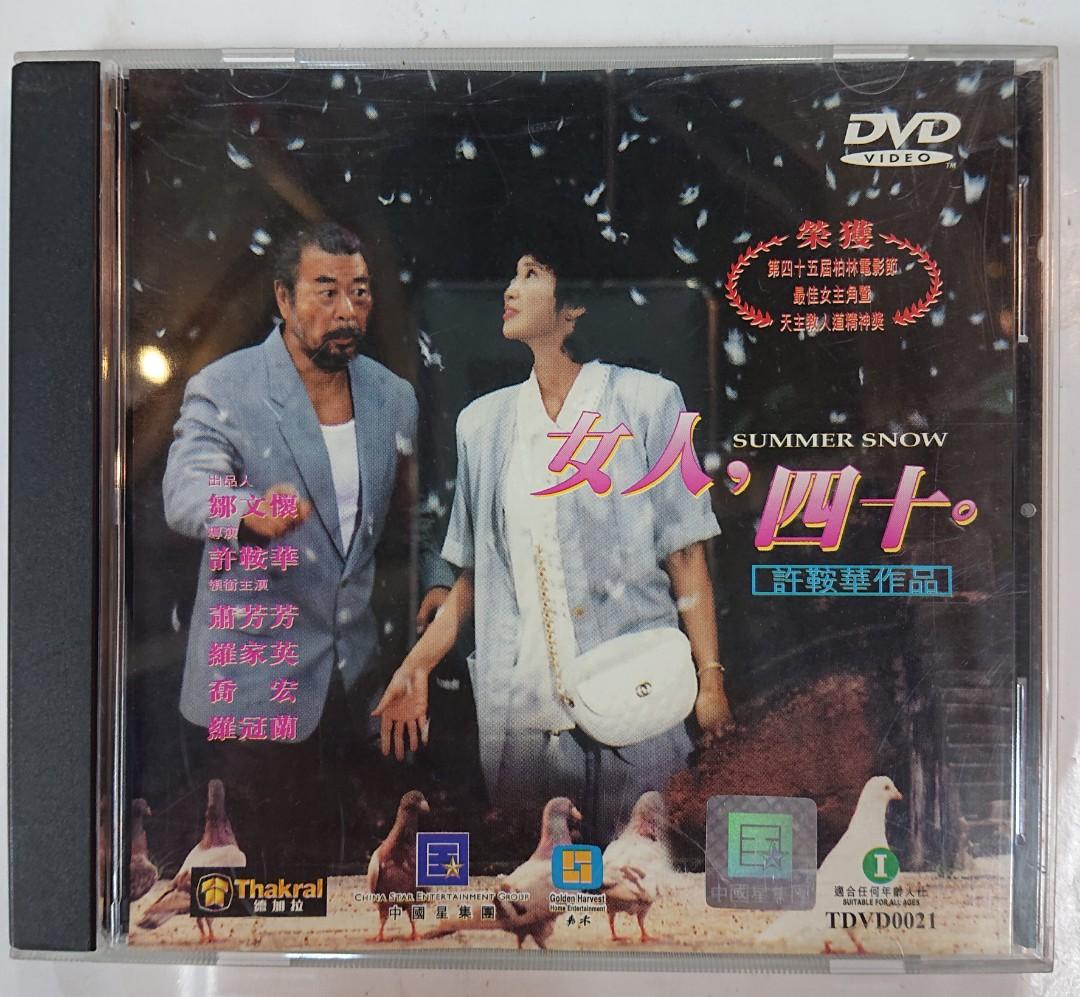 DVD
VIDEO
TM
榮獲
第四十五屆柏林電影節
最佳女主角暨
天主教人道精神獎
SUMMER SNOW
女人，
四十。
許鞍華作品
出品人
鄒文懷
導演
許鞍華
領銜主演
蕭芳芳
羅家英
喬 宏
羅冠蘭
Thakral
德加拉
CHINA STAR ENTERTAINMENT GROUP
中國星集團
Golden Harvest
Home Entertainment
嘉禾
中國星集團
I
適合任何年齡人仕
SUITABLE FOR ALL AGES
TDVD0021